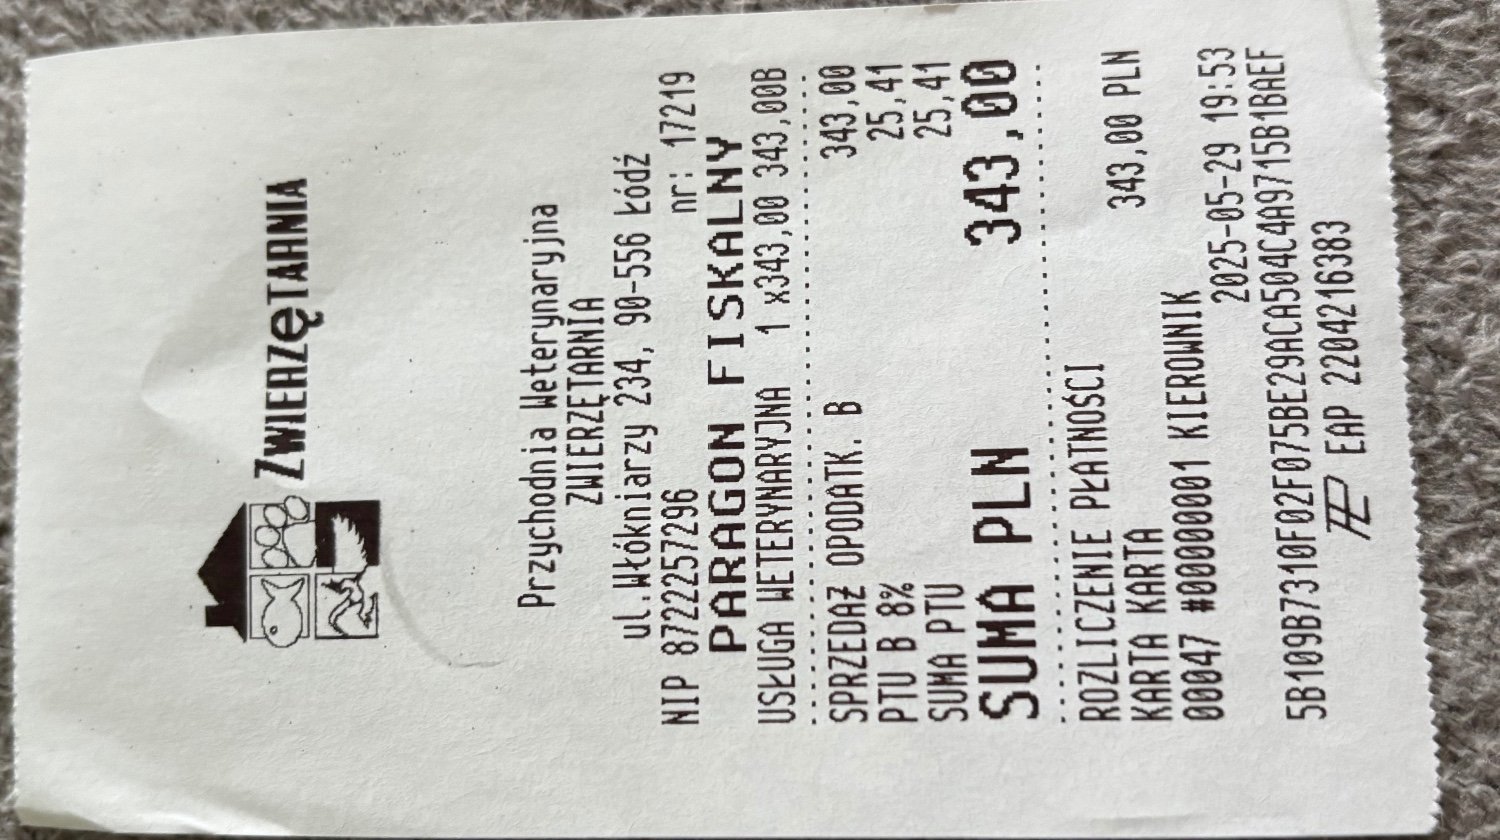 ZWIERZĘTARNIA
Przychodnia Weterynaryjna
ZWIERZĘTARNIA
ul.Włókniarzy 234, 90-556 Łódź
NIP 8722257296 nr: 17219
PARAGON FISKALNY
USŁUGA WETERYNARYJNA 1 x343,00 343,00B
SPRZEDAŻ OPODATK. B 343,00
PTU B 8% 25,41
SUMA PTU 25,41
SUMA PLN 343,00
ROZLICZENIE PŁATNOŚCI
KARTA KARTA 343,00 PLN
00047 #00000001 KIEROWNIK
2025-05-29 19:53
5B109B7310F02F075BE29ACA504C4A9715B1BAEF
EAP 2204216383